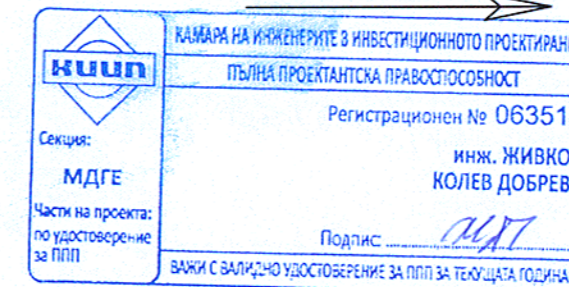 КАМАРА НА ИНЖЕНЕРИТЕ В ИНВЕСТИЦИОННОТО ПРОЕКТИРАН
КИИП
ПЪЛНА ПРОЕКТАНТСКА ПРАВОСПОСОБНОСТ
Регистрационен № 06351
Секция:
МДГЕ
инж. ЖИВКО
КОЛЕВ ДОБРЕВ
Части на проекта:
по удостоверение
за ППП
Подпис:
ВАЖИ С ВАЛИДНО УДОСТОВЕРЕНИЕ ЗА ППП ЗА ТЕКУЩАТА ГОДИНА